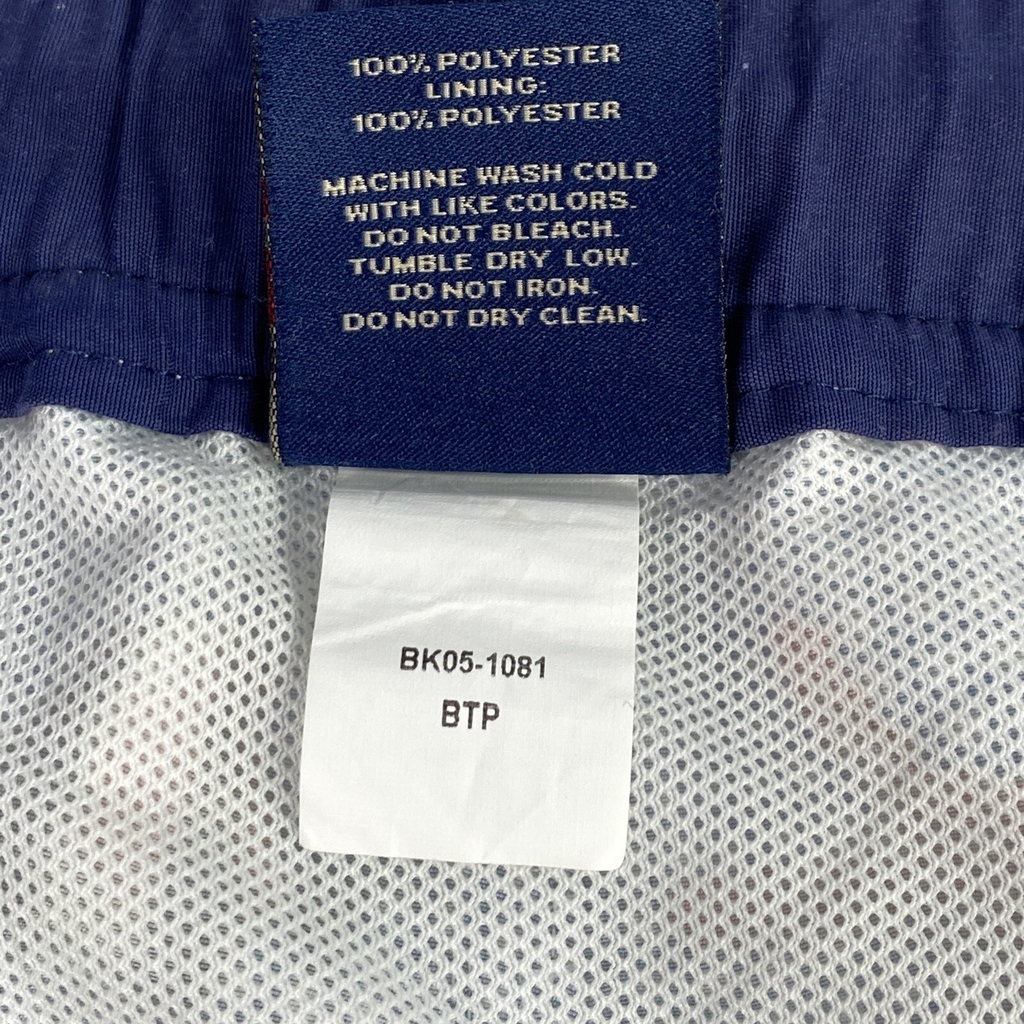 100% POLYESTER
LINING:
100% POLYESTER
MACHINE WASH COLD
WITH LIKE COLORS.
DO NOT BLEACH.
TUMBLE DRY LOW.
DO NOT IRON.
DO NOT DRY CLEAN.
BK05-1081
BTP